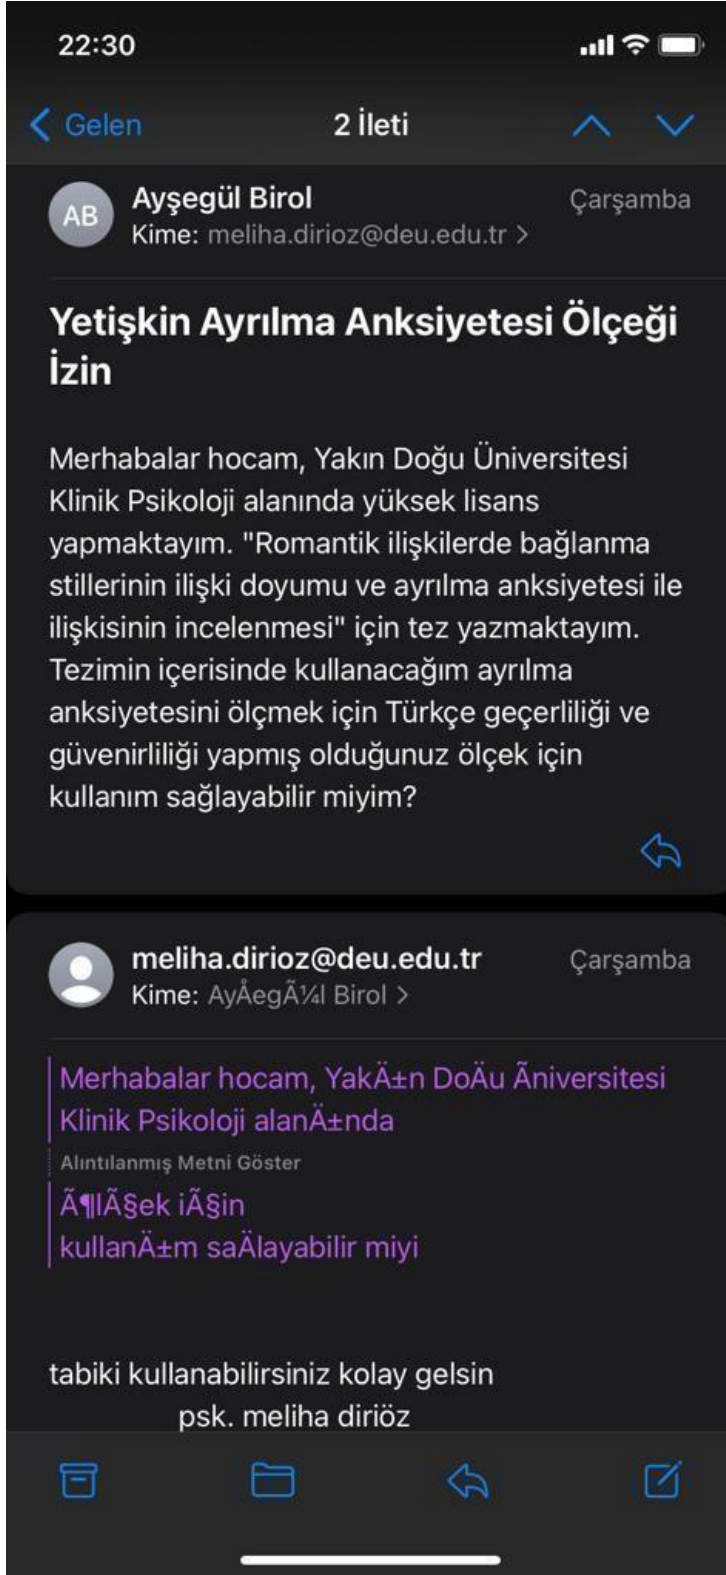 22:30
Gelen
2 İleti
AB
Ayşegül Birol
Çarşamba
Kime: meliha.dirioz@deu.edu.tr >
Yetişkin Ayrılma Anksiyetesi Ölçeği
İzin
Merhabalar hocam, Yakın Doğu Üniversitesi
Klinik Psikoloji alanında yüksek lisans
yapmaktayım. "Romantik ilişkilerde bağlanma
stillerinin ilişki doyumu ve ayrılma anksiyetesi ile
ilişkisinin incelenmesi" için tez yazmaktayım.
Tezimin içerisinde kullanacağım ayrılma
anksiyetesini ölçmek için Türkçe geçerliliği ve
güvenirliliği yapmış olduğunuz ölçek için
kullanım sağlayabilir miyim?
meliha.dirioz@deu.edu.tr
Çarşamba
Kime: AyÅegÃ¼l Birol >
Merhabalar hocam, YakÄ±n DoÄu Ãniversitesi
Klinik Psikoloji alanÄ±nda
Alıntılanmış Metni Göster
Ã¶lÃ§ek iÃ§in
kullanÄ±m saÄlayabilir miyi
tabiki kullanabilirsiniz kolay gelsin
psk. meliha diriöz